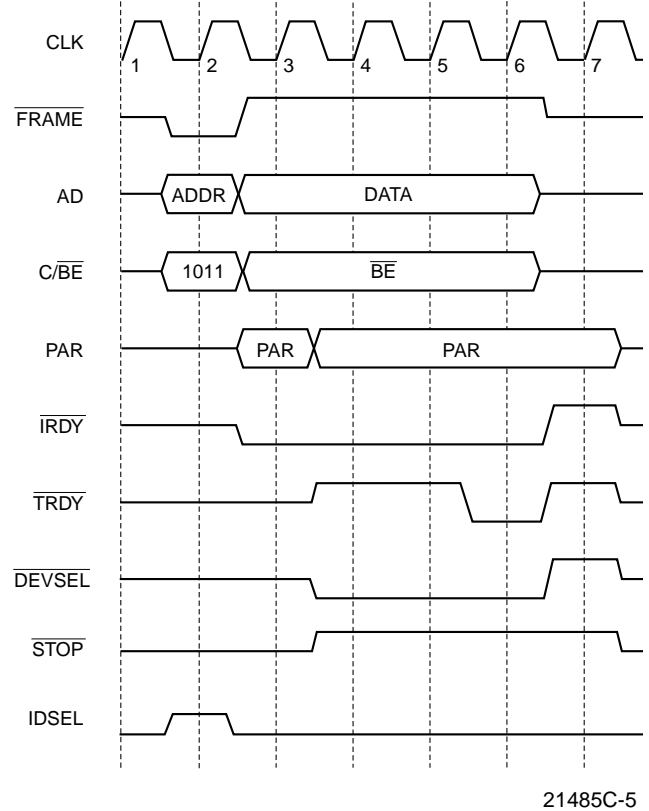 CLK
1 2 3 4 5 6 7
FRAME
AD ADDR DATA
C/BE 1011 BE
PAR PAR PAR
IRDY
TRDY
DEVSEL
STOP
IDSEL
21485C-5